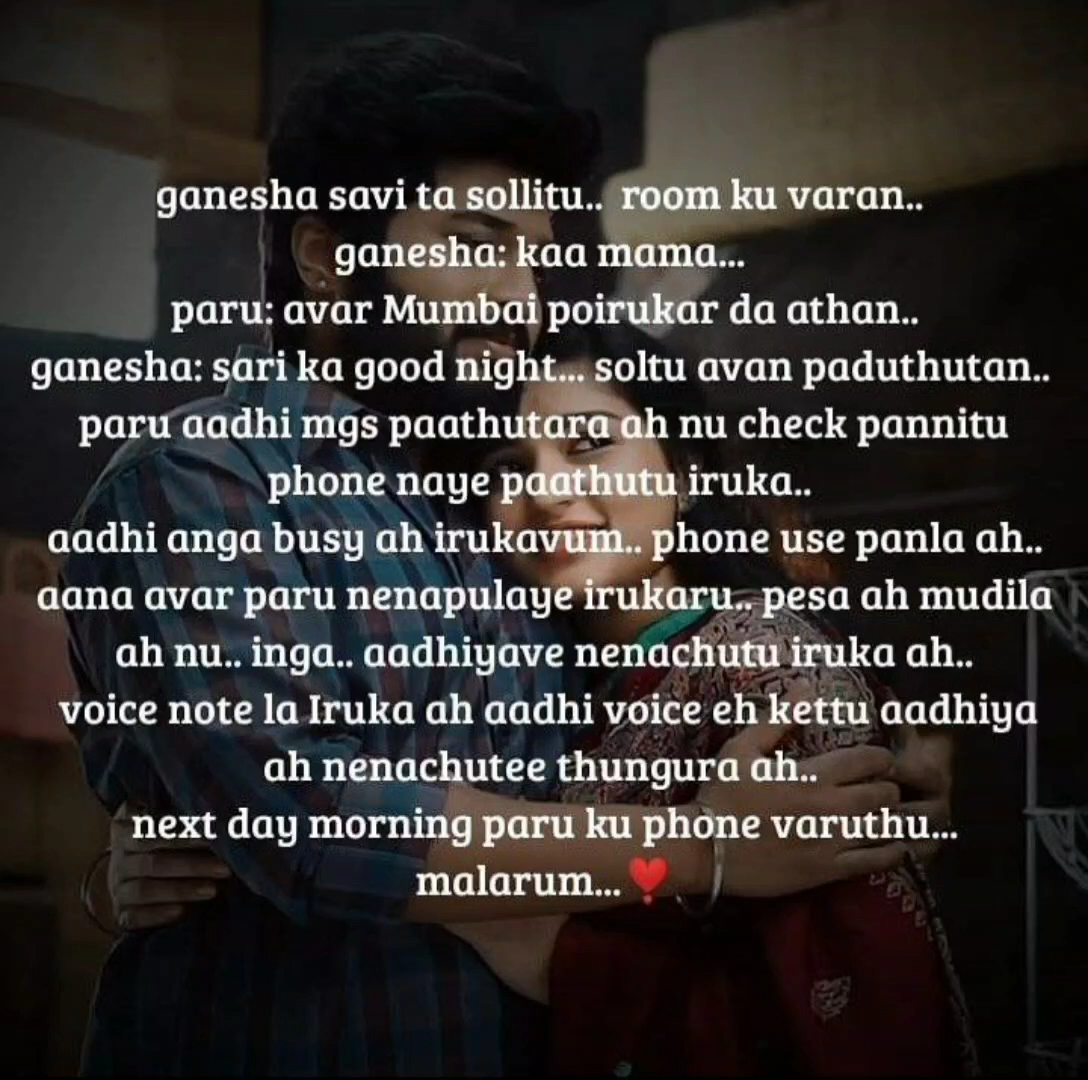 ganesha savi ta sollitu.. room ku varan..
ganesha: kaa mama...
paru: avar Mumbai poirukar da athan..
ganesha: sari ka good night... soltu avan paduthutan..
paru aadhi mgs paathutara ah nu check pannitu
phone naye paathutu iruka..
aadhi anga busy ah irukavum.. phone use panla ah..
aana avar paru nenapulaye irukaru.. pesa ah mudila
ah nu.. inga.. aadhiyave nenachutu iruka ah..
voice note la Iruka ah aadhi voice eh kettu aadhiya
ah nenachutee thungura ah..
next day morning paru ku phone varuthu...
malarum...❣️